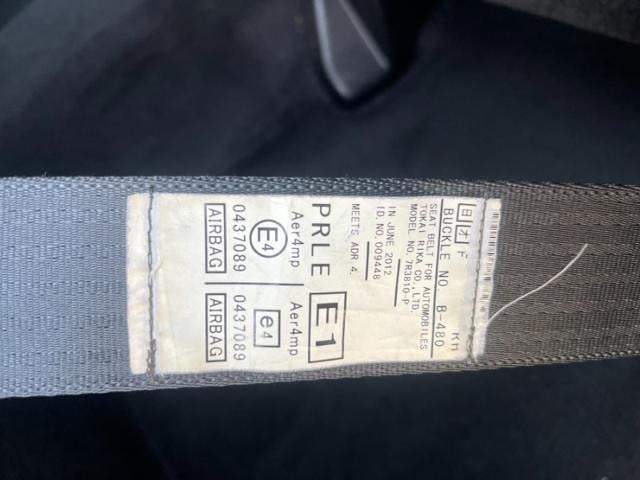 F KH
BUCKLE NO. B-480
SEAT BELT FOR AUTOMOBILES
TOKAI RIKA CO., LTD.
MODEL NO. 7R3810-P
IN JUNE 2012
ID. NO. 009448
MEETS. ADR 4.
PRLE E1
Aer4mp Aer4mp
E4 e4
0437089 0437089
AIRBAG AIRBAG